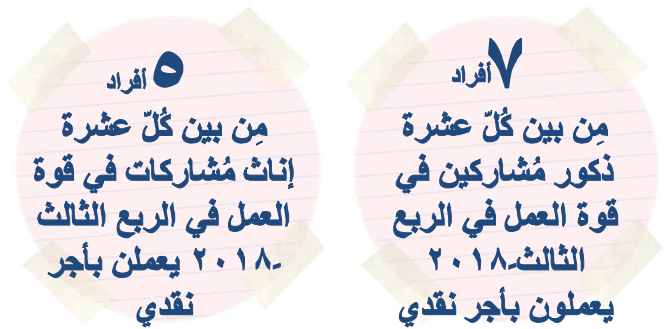 ٧ أفراد
مِن بين كُلّ عشرة
ذكور مُشاركين في
قوة العمل في الربع
الثالث-٢٠١٨
يعملون بأجر نقدي
٥ أفراد
مِن بين كُلّ عشرة
إناث مُشاركات في قوة
العمل في الربع الثالث
-٢٠١٨ يعملن بأجر
نقدي